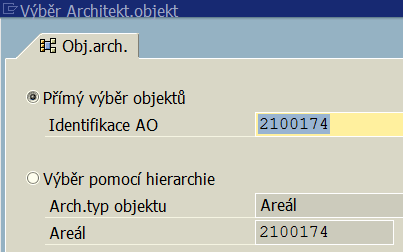 Výběr Architekt.objekt
Obj.arch.
Přímý výběr objektů
Identifikace AO 2100174
Výběr pomocí hierarchie
Arch.typ objektu Areál
Areál 2100174